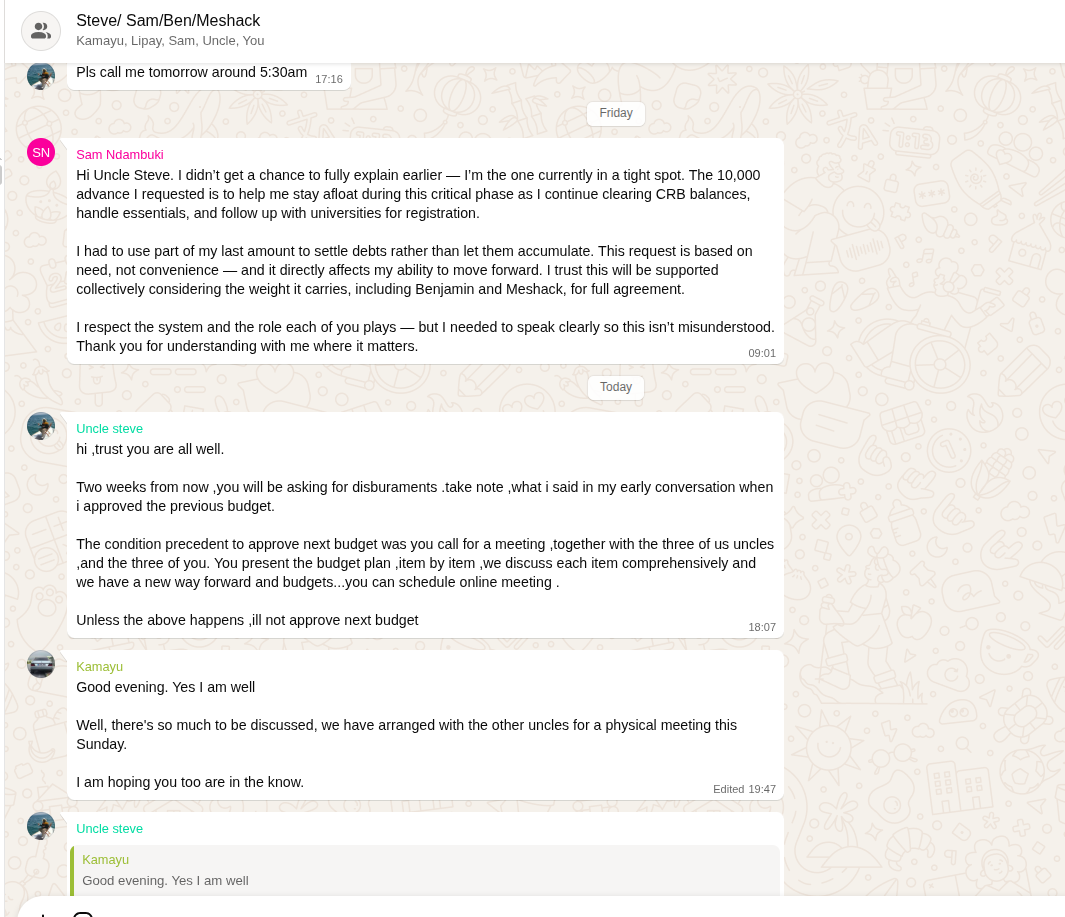 Steve/ Sam/Ben/Meshack
Kamayu, Lipay, Sam, Uncle, You
Pls call me tomorrow around 5:30am 17:16
Friday
SN
Sam Ndambuki
Hi Uncle Steve. I didn’t get a chance to fully explain earlier — I’m the one currently in a tight spot. The 10,000
advance I requested is to help me stay afloat during this critical phase as I continue clearing CRB balances,
handle essentials, and follow up with universities for registration.
I had to use part of my last amount to settle debts rather than let them accumulate. This request is based on
need, not convenience — and it directly affects my ability to move forward. I trust this will be supported
collectively considering the weight it carries, including Benjamin and Meshack, for full agreement.
I respect the system and the role each of you plays — but I needed to speak clearly so this isn’t misunderstood.
Thank you for understanding with me where it matters.
09:01
Today
Uncle steve
hi ,trust you are all well.
Two weeks from now ,you will be asking for disburaments .take note ,what i said in my early conversation when
i approved the previous budget.
The condition precedent to approve next budget was you call for a meeting ,together with the three of us uncles
,and the three of you. You present the budget plan ,item by item ,we discuss each item comprehensively and
we have a new way forward and budgets...you can schedule online meeting .
Unless the above happens ,ill not approve next budget
18:07
Kamayu
Good evening. Yes I am well
Well, there's so much to be discussed, we have arranged with the other uncles for a physical meeting this
Sunday.
I am hoping you too are in the know.
Edited 19:47
Uncle steve
Kamayu
Good evening. Yes I am well